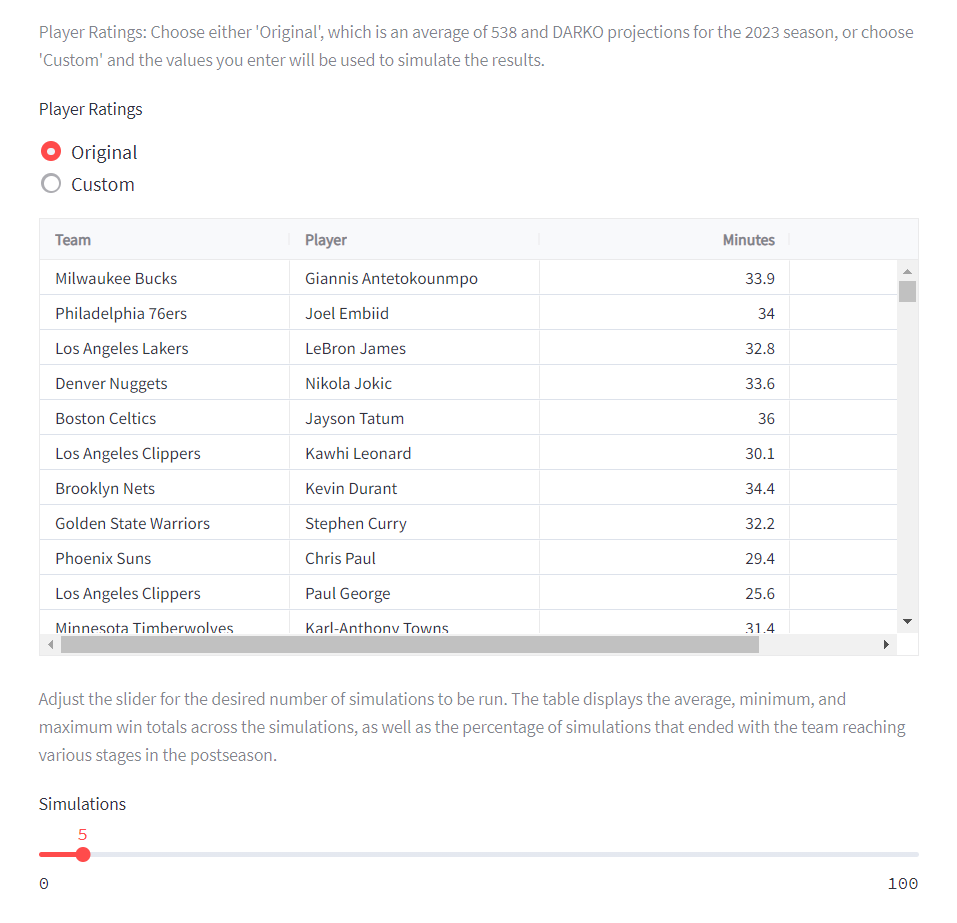 Player Ratings: Choose either 'Original', which is an average of 538 and DARKO projections for the 2023 season, or choose
'Custom' and the values you enter will be used to simulate the results.
Player Ratings
Original
Custom
Team Player Minutes
Milwaukee Bucks Giannis Antetokounmpo 33.9
Philadelphia 76ers Joel Embiid 34
Los Angeles Lakers LeBron James 32.8
Denver Nuggets Nikola Jokic 33.6
Boston Celtics Jayson Tatum 36
Los Angeles Clippers Kawhi Leonard 30.1
Brooklyn Nets Kevin Durant 34.4
Golden State Warriors Stephen Curry 32.2
Phoenix Suns Chris Paul 29.4
Los Angeles Clippers Paul George 25.6
Minnesota Timberwolves Karl-Anthony Towns 31.4
Adjust the slider for the desired number of simulations to be run. The table displays the average, minimum, and
maximum win totals across the simulations, as well as the percentage of simulations that ended with the team reaching
various stages in the postseason.
Simulations
5
0 100